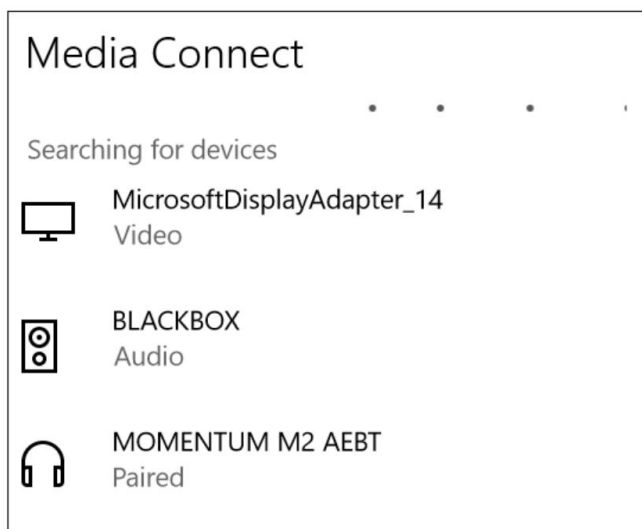 Media Connect
Searching for devices
MicrosoftDisplayAdapter_14
Video
BLACKBOX
Audio
MOMENTUM M2 AEBT
Paired